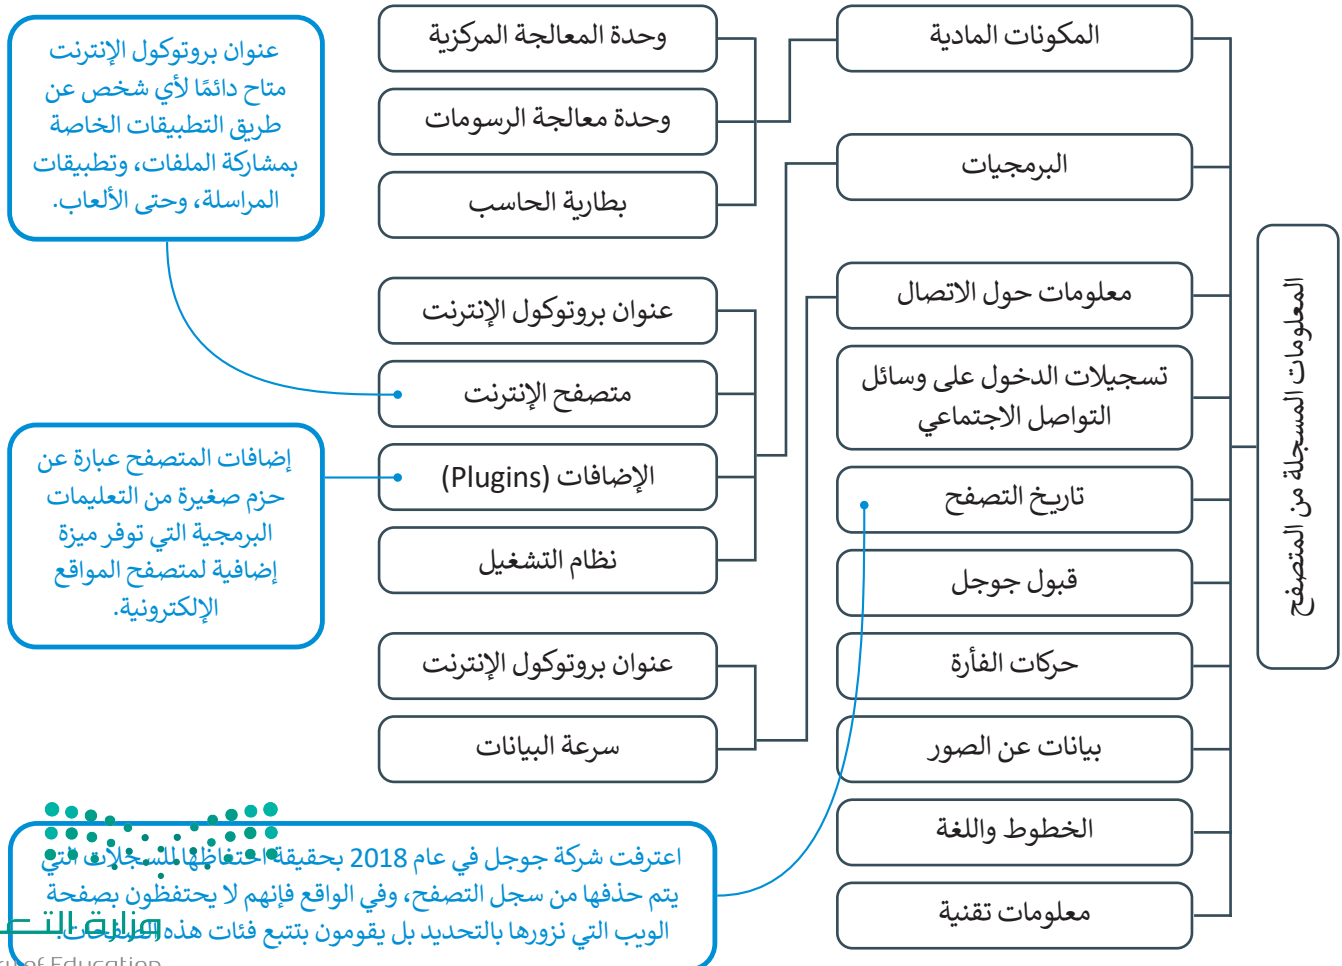 المعلومات المسجلة من المتصفح
المكونات المادية
وحدة المعالجة المركزية
وحدة معالجة الرسومات
بطارية الحاسب
البرمجيات
عنوان بروتوكول الإنترنت
متصفح الإنترنت
الإضافات (Plugins)
نظام التشغيل
معلومات حول الاتصال
عنوان بروتوكول الإنترنت
سرعة البيانات
تسجيلات الدخول على وسائل
التواصل الاجتماعي
تاريخ التصفح
قبول جوجل
حركات الفأرة
بيانات عن الصور
الخطوط واللغة
معلومات تقنية
عنوان بروتوكول الإنترنت
متاح دائمًا لأي شخص عن
طريق التطبيقات الخاصة
بمشاركة الملفات، وتطبيقات
المراسلة، وحتى الألعاب.
إضافات المتصفح عبارة عن
حزم صغيرة من التعليمات
البرمجية التي توفر ميزة
إضافية لمتصفح المواقع
الإلكترونية.
اعترفت شركة جوجل في عام 2018 بحقيقة احتفاظها للسجلات التي
يتم حذفها من سجل التصفح، وفي الواقع فإنهم لا يحتفظون بصفحة
الويب التي نزورها بالتحديد بل يقومون بتتبع فئات هذه الصفحات.
وزارة
of Education